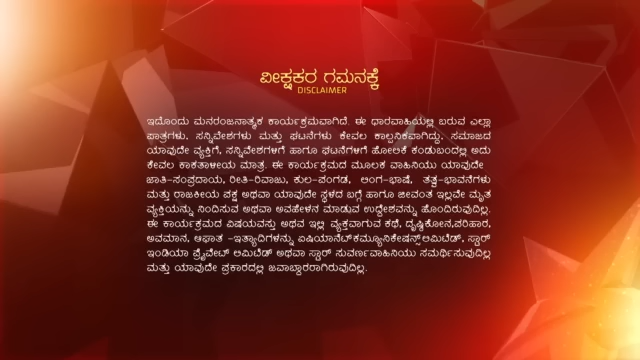 ವೀಕ್ಷಕರ ಗಮನಕ್ಕೆ
DISCLAIMER
ಇದೊಂದು ಮನರಂಜನಾತ್ಮಕ ಕಾರ್ಯಕ್ರಮವಾಗಿದೆ. ಈ ಧಾರವಾಹಿಯಲ್ಲಿ ಬರುವ ಎಲ್ಲಾ
ಪಾತ್ರಗಳು, ಸನ್ನಿವೇಶಗಳು ಮತ್ತು ಘಟನೆಗಳು ಕೇವಲ ಕಾಲ್ಪನಿಕವಾಗಿದ್ದು, ಸಮಾಜದ
ಯಾವುದೇ ವ್ಯಕ್ತಿಗೆ, ಸನ್ನಿವೇಶಗಳಿಗೆ ಹಾಗೂ ಘಟನೆಗಳಿಗೆ ಹೋಲಿಕೆ ಕಂಡುಬಂದಲ್ಲಿ ಅದು
ಕೇವಲ ಕಾಕತಾಳೀಯ ಮಾತ್ರ. ಈ ಕಾರ್ಯಕ್ರಮದ ಮೂಲಕ ವಾಹಿನಿಯು ಯಾವುದೇ
ಜಾತಿ-ಸಂಪ್ರದಾಯ, ರೀತಿ-ರಿವಾಜು, ಕುಲ-ಪಂಗಡ, ಲಿಂಗ-ಭಾಷೆ, ತತ್ವ-ಭಾವನೆಗಳು
ಮತ್ತು ರಾಜಕೀಯ ಪಕ್ಷ ಅಥವಾ ಯಾವುದೇ ಸ್ಥಳದ ಬಗ್ಗೆ ಹಾಗೂ ಜೀವಂತ ಇಲ್ಲವೇ ಮೃತ
ವ್ಯಕ್ತಿಯನ್ನು ನಿಂದಿಸುವ ಅಥವಾ ಅವಹೇಳನ ಮಾಡುವ ಉದ್ದೇಶವನ್ನು ಹೊಂದಿರುವುದಿಲ್ಲ.
ಈ ಕಾರ್ಯಕ್ರಮದ ವಿಷಯವಸ್ತು ಅಥವ ಇಲ್ಲಿ ವ್ಯಕ್ತವಾಗುವ ಕಥೆ, ದೃಷ್ಟಿಕೋನ,ಪರಿಹಾರ,
ಅವಮಾನ, ಆಘಾತ -ಇತ್ಯಾದಿಗಳನ್ನು ಏಷಿಯಾನೆಟ್‌ಕಮ್ಯೂನಿಕೇಷನ್ಸ್ ಲಿಮಿಟೆಡ್, ಸ್ಟಾರ್
ಇಂಡಿಯಾ ಪ್ರೈವೇಟ್ ಲಿಮಿಟೆಡ್ ಅಥವಾ ಸ್ಟಾರ್ ಸುವರ್ಣವಾಹಿನಿಯು ಸಮರ್ಥಿಸುವುದಿಲ್ಲ
ಮತ್ತು ಯಾವುದೇ ಪ್ರಕಾರದಲ್ಲಿ ಜವಾಬ್ದಾರರಾಗಿರುವುದಿಲ್ಲ.